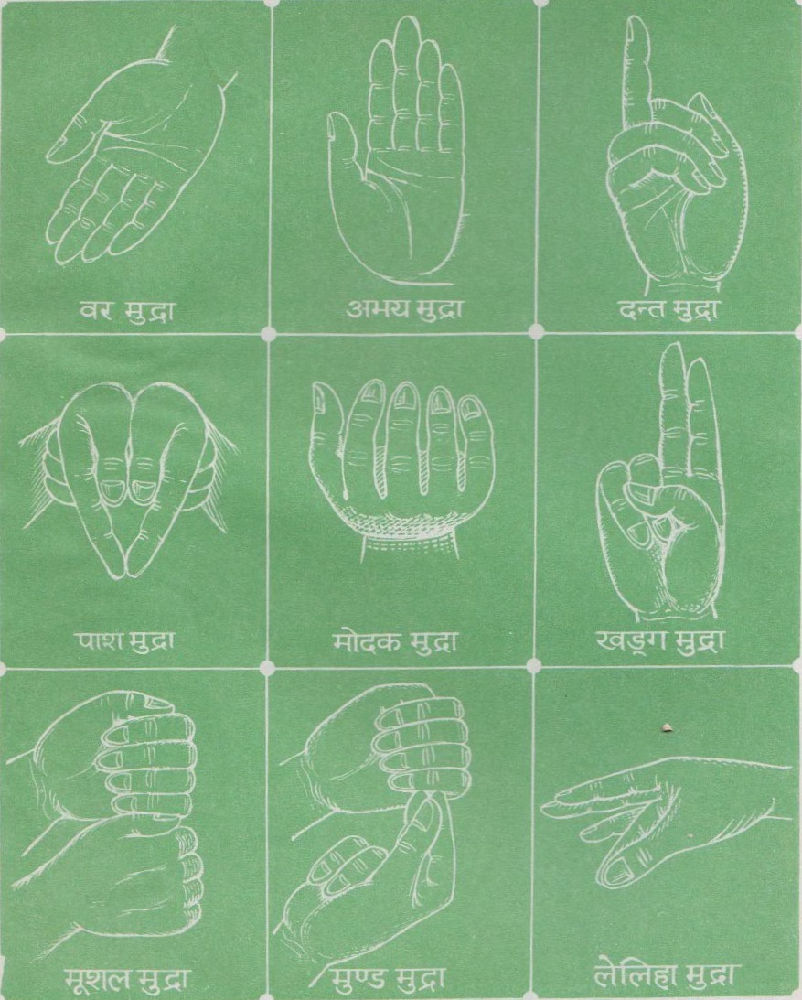 वर मुद्रा
अभय मुद्रा
दन्त मुद्रा
पाश मुद्रा
मोदक मुद्रा
खड्ग मुद्रा
मूशल मुद्रा
मुण्ड मुद्रा
लेलिहा मुद्रा